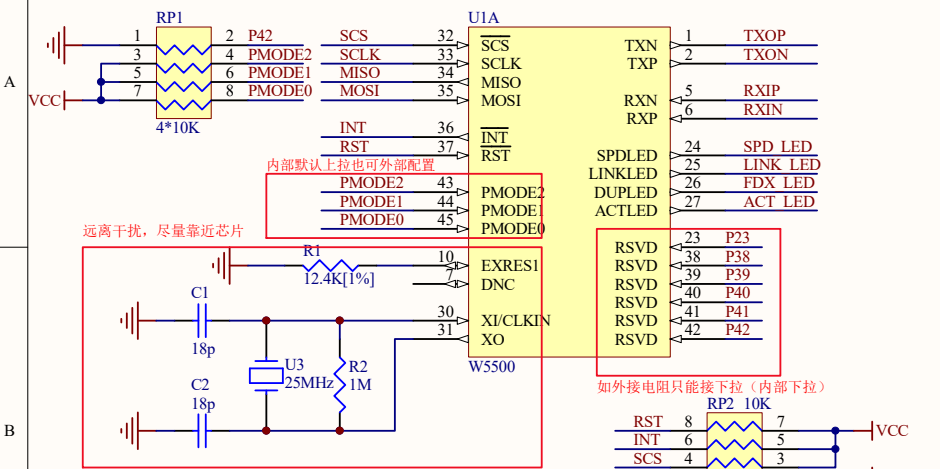 RP1
U1A
1
2
P42
3
4
PMODE2
5
6
PMODE1
7
8
PMODE0
VCC
4*10K
A
SCS
32
SCS
SCLK
33
SCLK
MISO
34
MISO
MOSI
35
MOSI
INT
36
INT
RST
37
RST
内部默认上拉也可外部配置
PMODE2
43
PMODE2
PMODE1
44
PMODE1
PMODE0
45
PMODE0
TXN
1
TXOP
TXP
2
TXON
RXN
5
RXIP
RXP
6
RXIN
SPDLED
24
SPD_LED
LINKLED
25
LINK_LED
DUPLED
26
FDX_LED
ACTLED
27
ACT_LED
远离干扰，尽量靠近芯片
R1
12.4K[1%]
10
EXRES1
7
DNC
RSVD
23
P23
RSVD
38
P38
RSVD
39
P39
RSVD
40
P40
RSVD
41
P41
RSVD
42
P42
C1
18p
30
XI/CLKIN
31
XO
U3
25MHz
R2
1M
C2
18p
W5500
如外接电阻只能接下拉（内部下拉）
B
RP2 10K
RST
8
7
VCC
INT
6
5
SCS
4
3